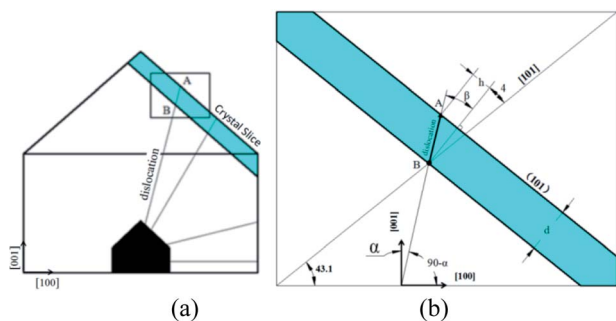 A
B
Crystal Slice
dislocation
[001]
[100]
(a)
[101]
h
4
A
β
dislocation
B
(101)
d
[001]
α
90-α
43.1
[100]
(b)